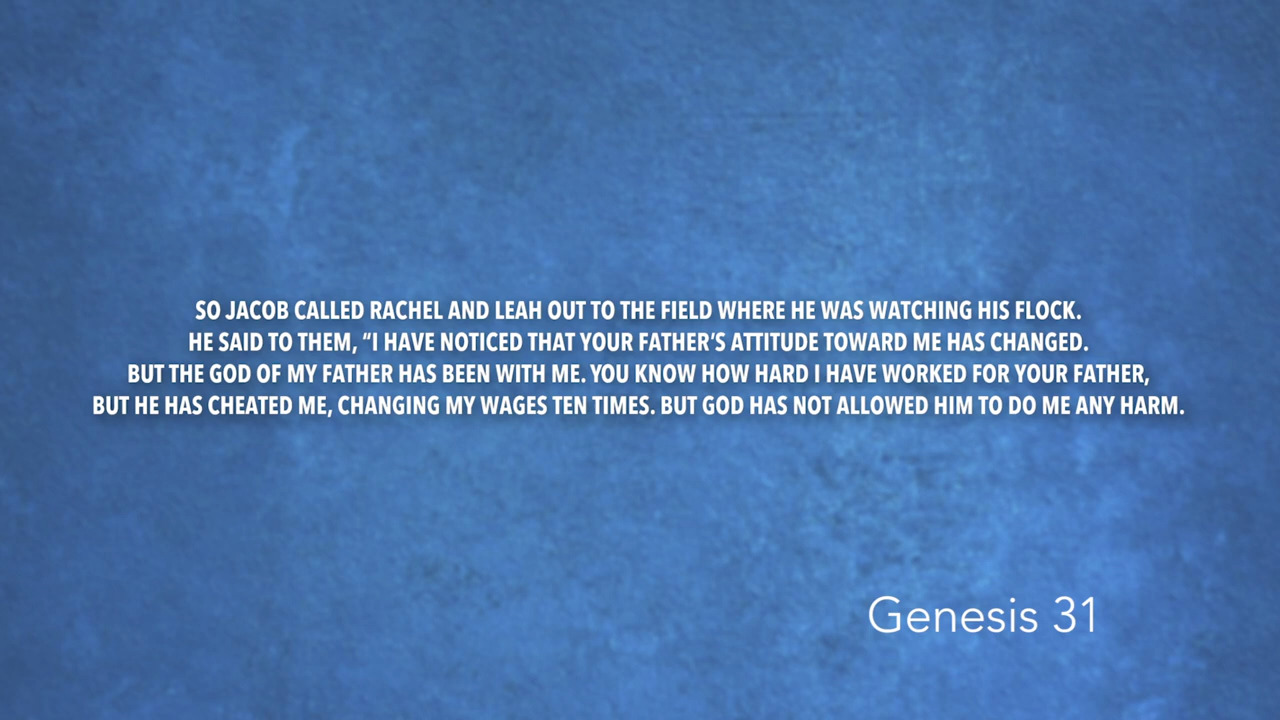 SO JACOB CALLED RACHEL AND LEAH OUT TO THE FIELD WHERE HE WAS WATCHING HIS FLOCK.
HE SAID TO THEM, “I HAVE NOTICED THAT YOUR FATHER’S ATTITUDE TOWARD ME HAS CHANGED.
BUT THE GOD OF MY FATHER HAS BEEN WITH ME. YOU KNOW HOW HARD I HAVE WORKED FOR YOUR FATHER,
BUT HE HAS CHEATED ME, CHANGING MY WAGES TEN TIMES. BUT GOD HAS NOT ALLOWED HIM TO DO ME ANY HARM.
Genesis 31